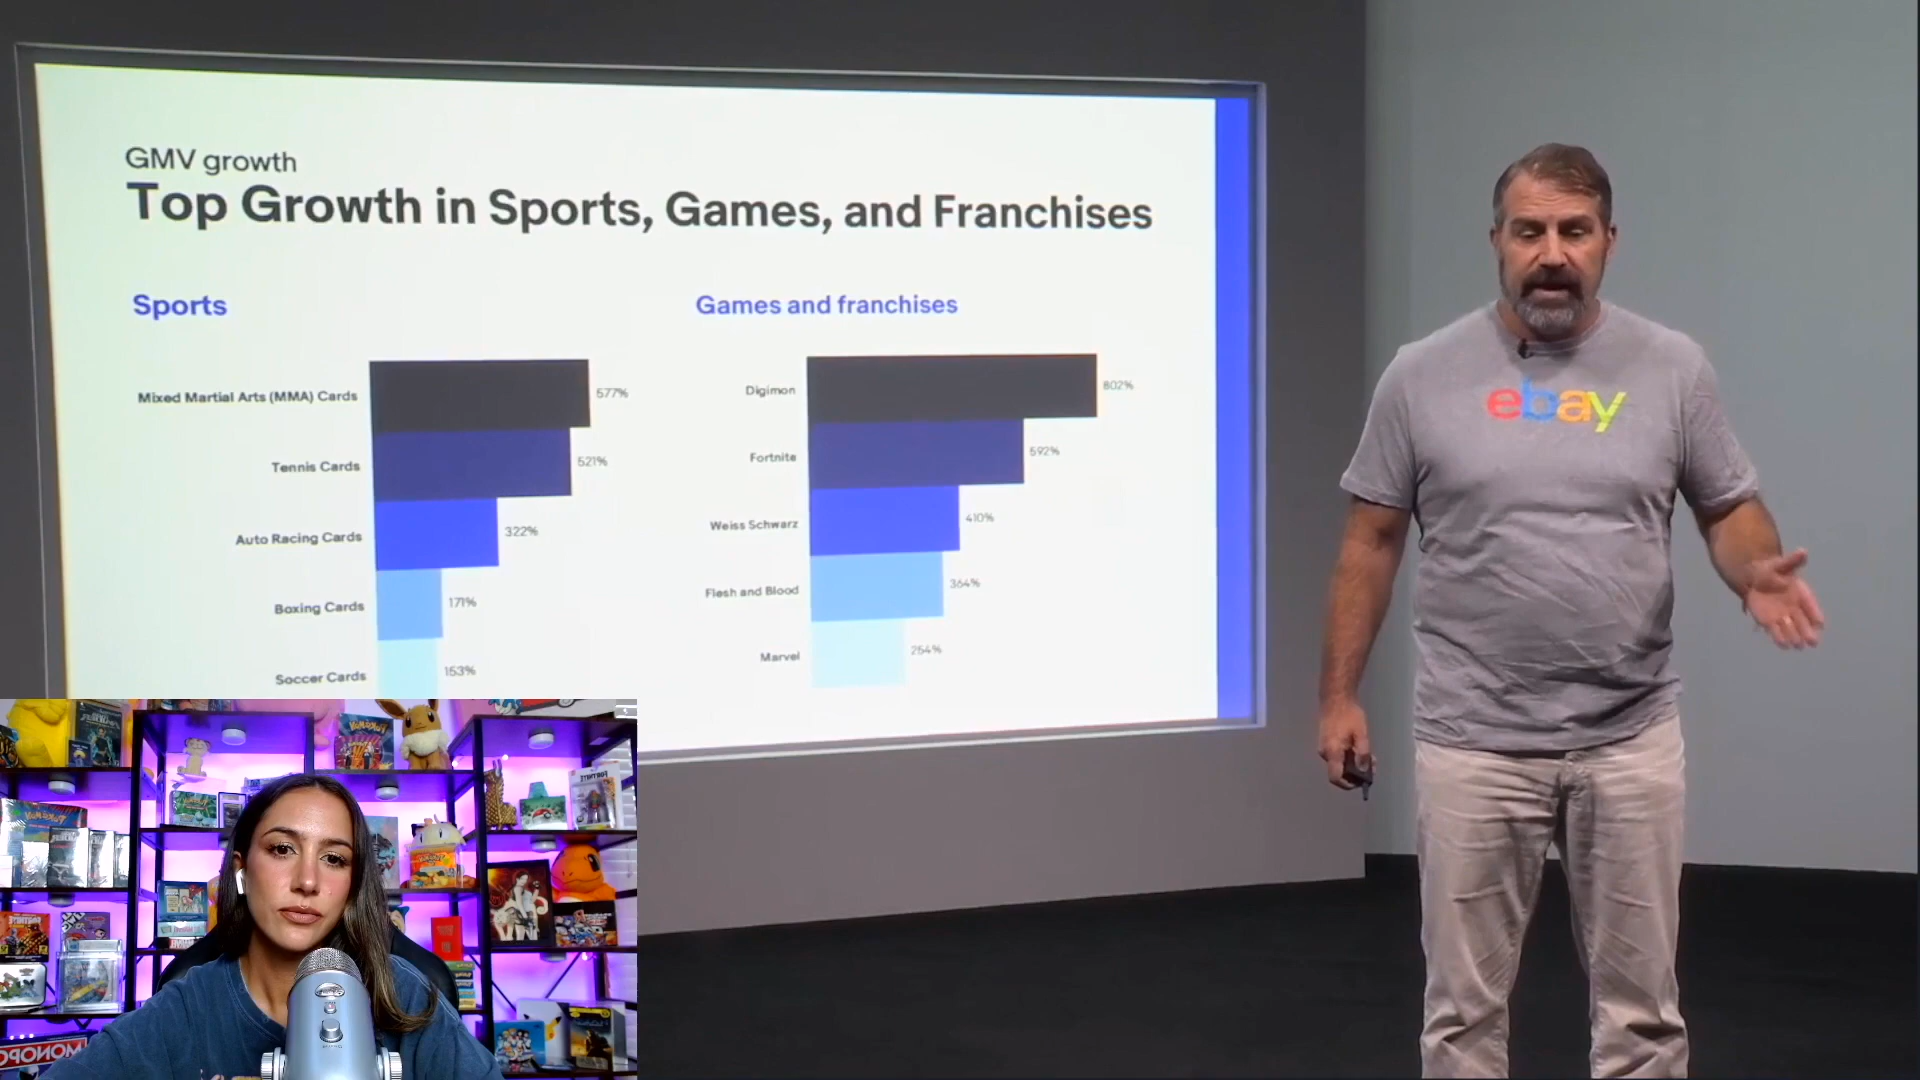 GMV growth
Top Growth in Sports, Games, and Franchises
Sports
Mixed Martial Arts (MMA) Cards 577%
Tennis Cards 521%
Auto Racing Cards 322%
Boxing Cards 171%
Soccer Cards 153%
Games and franchises
Digimon 802%
Fortnite 592%
Weiss Schwarz 410%
Flesh and Blood 364%
Marvel 254%
ebay
MONOPO